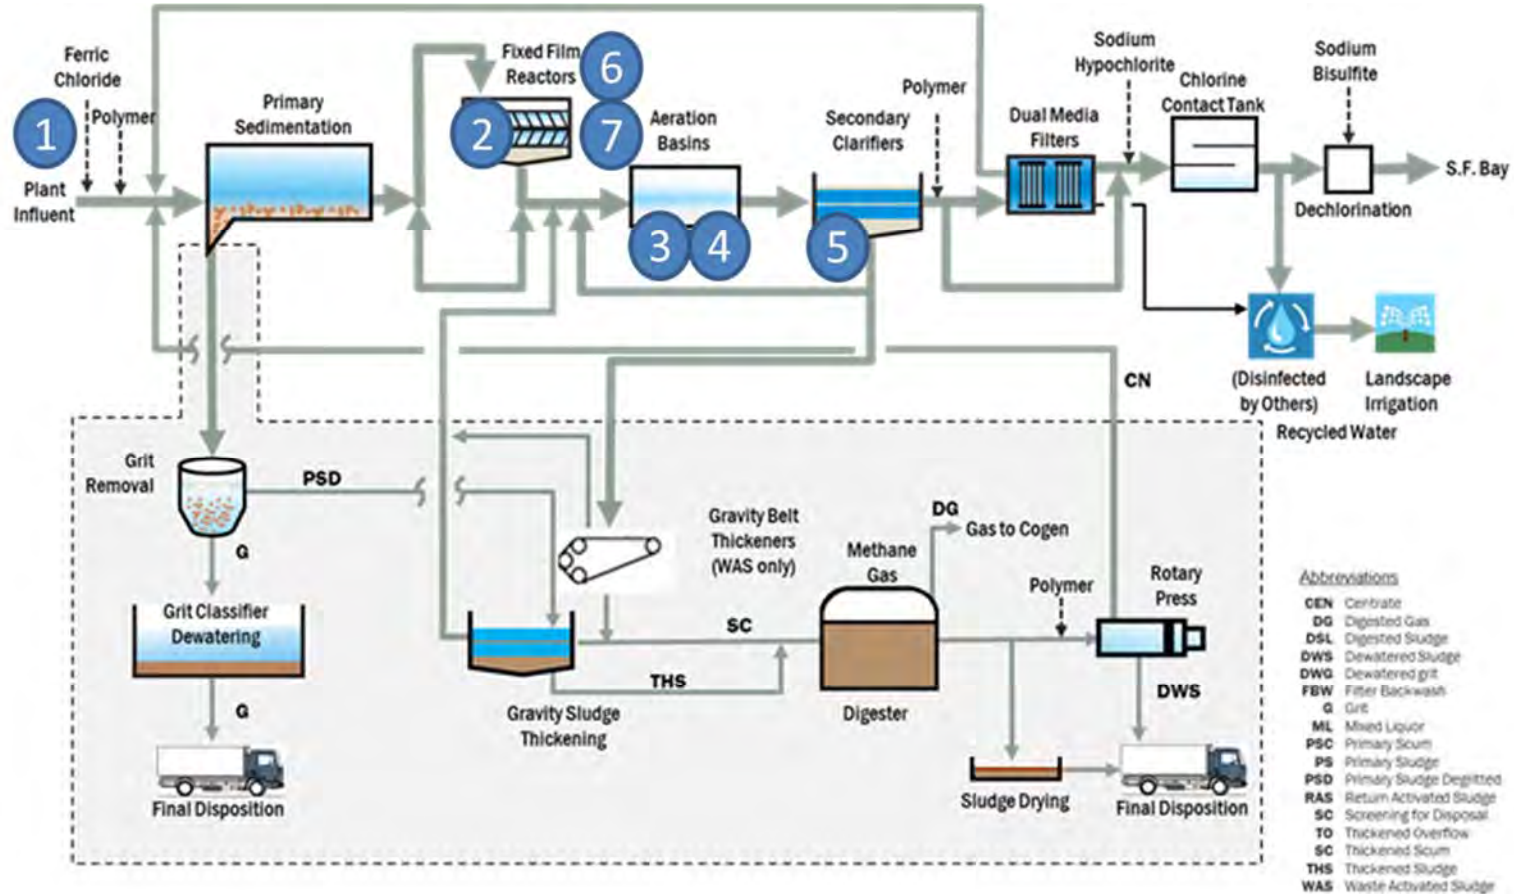 Ferric
Chloride
Polymer
1
Plant
Influent
Primary
Sedimentation
Fixed Film
Reactors
6
2
7
Aeration
Basins
3
4
Secondary
Clarifiers
5
Polymer
Dual Media
Filters
Sodium
Hypochlorite
Chlorine
Contact Tank
Sodium
Bisulfite
S.F. Bay
Dechlorination
(Disinfected
by Others)
Landscape
Irrigation
Recycled Water
CN
Grit
Removal
PSD
G
Grit Classifier
Dewatering
G
Final Disposition
Gravity Belt
Thickeners
(WAS only)
SC
THS
Gravity Sludge
Thickening
Methane
Gas
DG
Gas to Cogen
Digester
Polymer
Rotary
Press
DWS
Sludge Drying
Final Disposition
Abbreviations
CEN Centrate
DG Digested Gas
DSL Digested Sludge
DWS Dewatered Sludge
DWG Dewatered grit
FBW Filter Backwash
G Grit
ML Mixed Liquor
PSC Primary Scum
PS Primary Sludge
PSD Primary Sludge Degritted
RAS Return Activated Sludge
SC Screening for Disposal
TO Thickened Overflow
SC Thickened Scum
THS Thickened Sludge
WAS Waste Activated Sludge